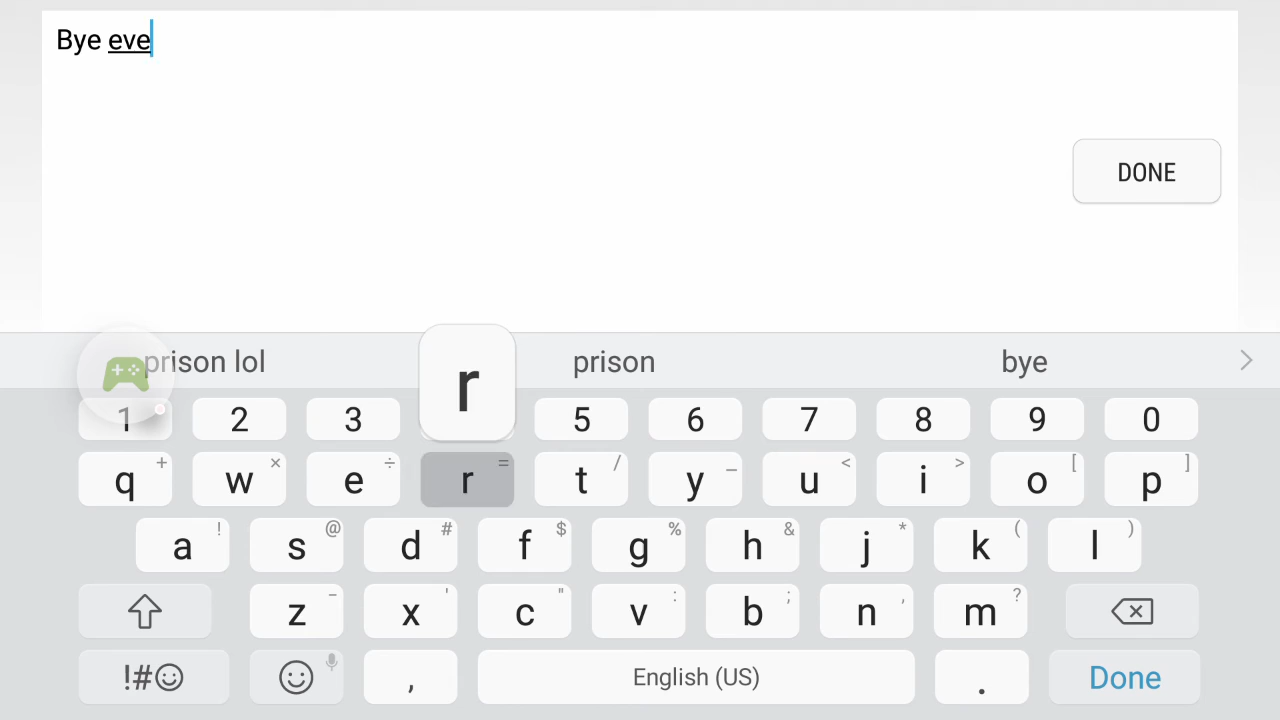 Bye eve
DONE
prison lol prison bye
r
1 2 3 5 6 7 8 9 0
q + w × e ÷ r = t / y _ u < i > o [ p ]
a ! s @ d # f $ g % h & j * k ( l )
z - x ' c " v : b ; n , m ?
!#☺ , English (US) . Done